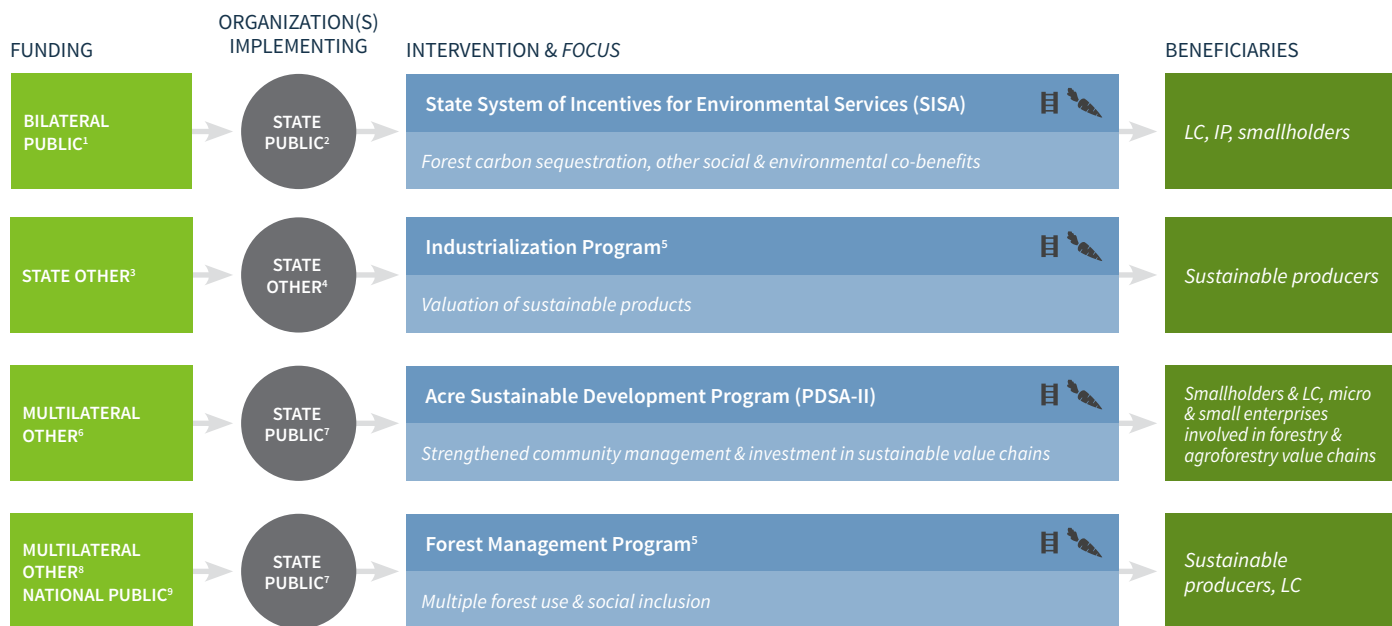 FUNDING
ORGANIZATION(S)
IMPLEMENTING
INTERVENTION & FOCUS
BENEFICIARIES
BILATERAL
PUBLIC¹
STATE
PUBLIC²
State System of Incentives for Environmental Services (SISA)
Forest carbon sequestration, other social & environmental co-benefits
LC, IP, smallholders
STATE OTHER³
STATE
OTHER⁴
Industrialization Program⁵
Valuation of sustainable products
Sustainable producers
MULTILATERAL
OTHER⁶
STATE
PUBLIC⁷
Acre Sustainable Development Program (PDSA-II)
Strengthened community management & investment in sustainable value chains
Smallholders & LC, micro
& small enterprises
involved in forestry &
agroforestry value chains
MULTILATERAL
OTHER⁸
NATIONAL PUBLIC⁹
STATE
PUBLIC⁷
Forest Management Program⁵
Multiple forest use & social inclusion
Sustainable
producers, LC